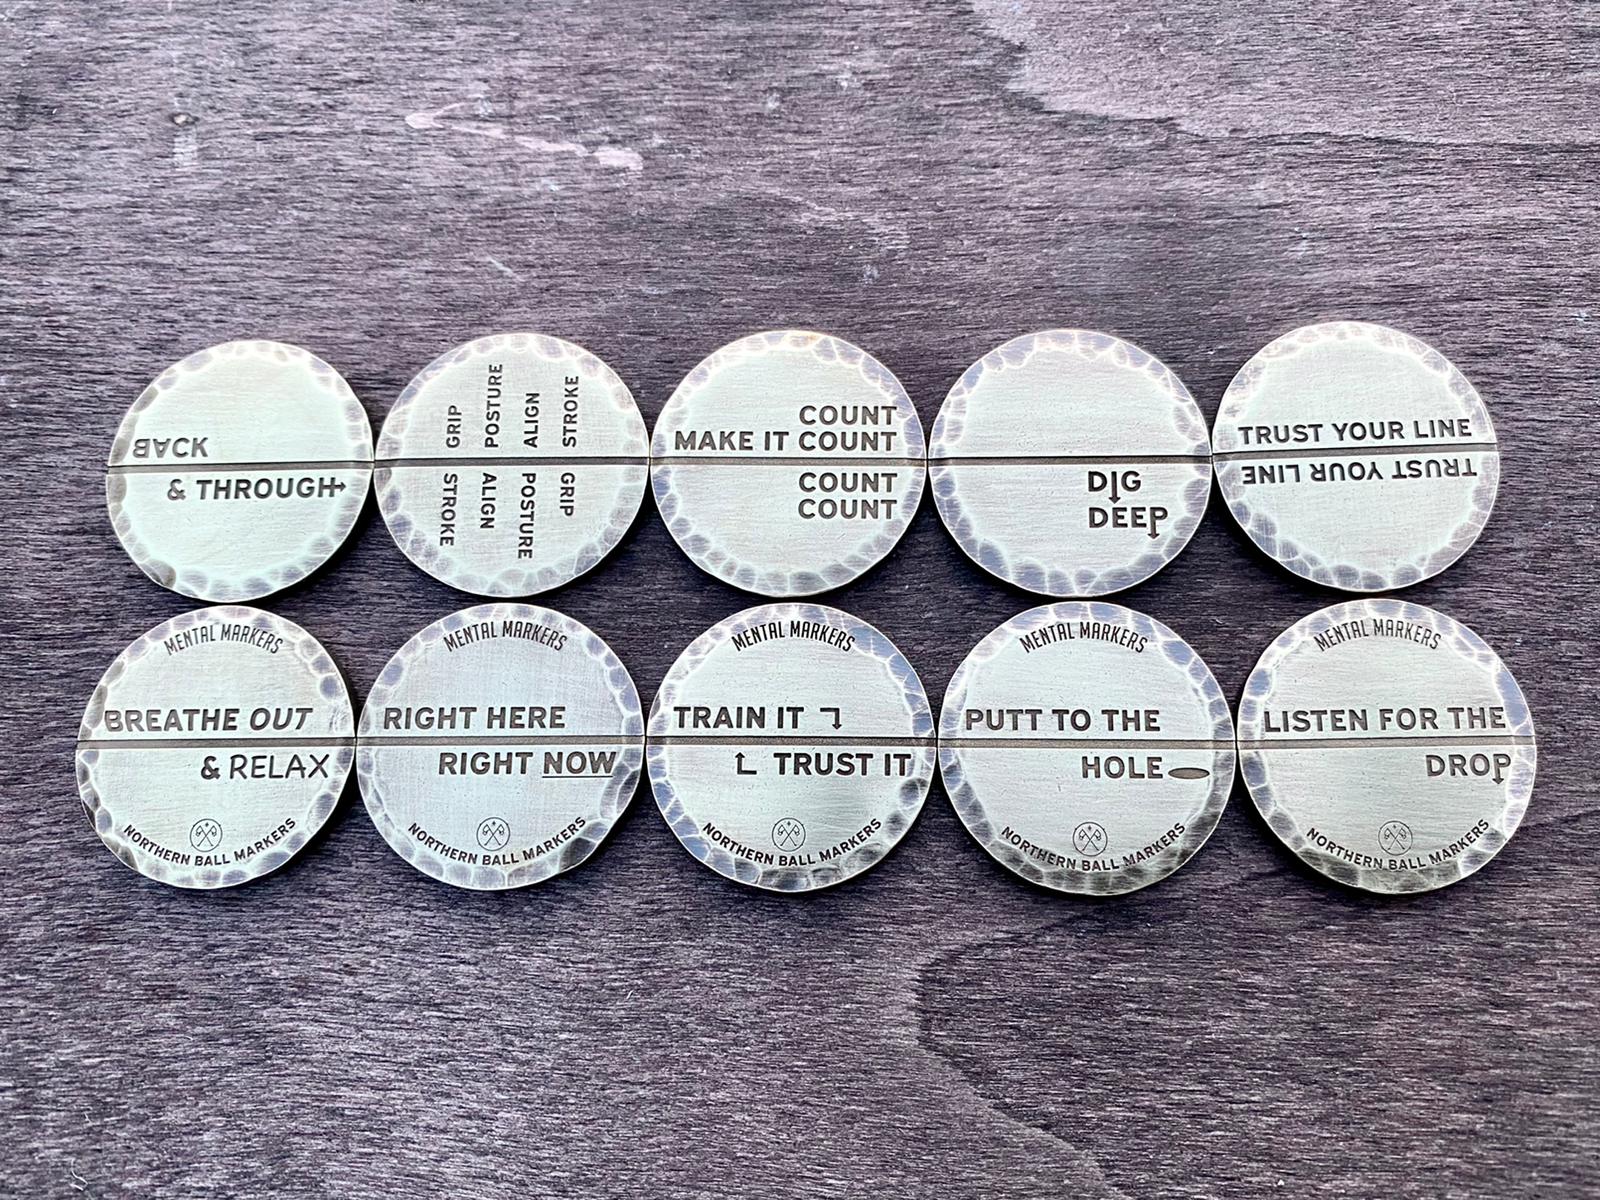 BACK
& THROUGH
GRIP
POSTURE
ALIGN
STROKE
STROKE
ALIGN
POSTURE
GRIP
COUNT
MAKE IT COUNT
COUNT
COUNT
DIG
DEEP
TRUST YOUR LINE
TRUST YOUR LINE
MENTAL MARKERS
BREATHE OUT
& RELAX
NORTHERN BALL MARKERS
MENTAL MARKERS
RIGHT HERE
RIGHT NOW
NORTHERN BALL MARKERS
MENTAL MARKERS
TRAIN IT
TRUST IT
NORTHERN BALL MARKERS
MENTAL MARKERS
PUTT TO THE
HOLE
NORTHERN BALL MARKERS
MENTAL MARKERS
LISTEN FOR THE
DROP
NORTHERN BALL MARKERS